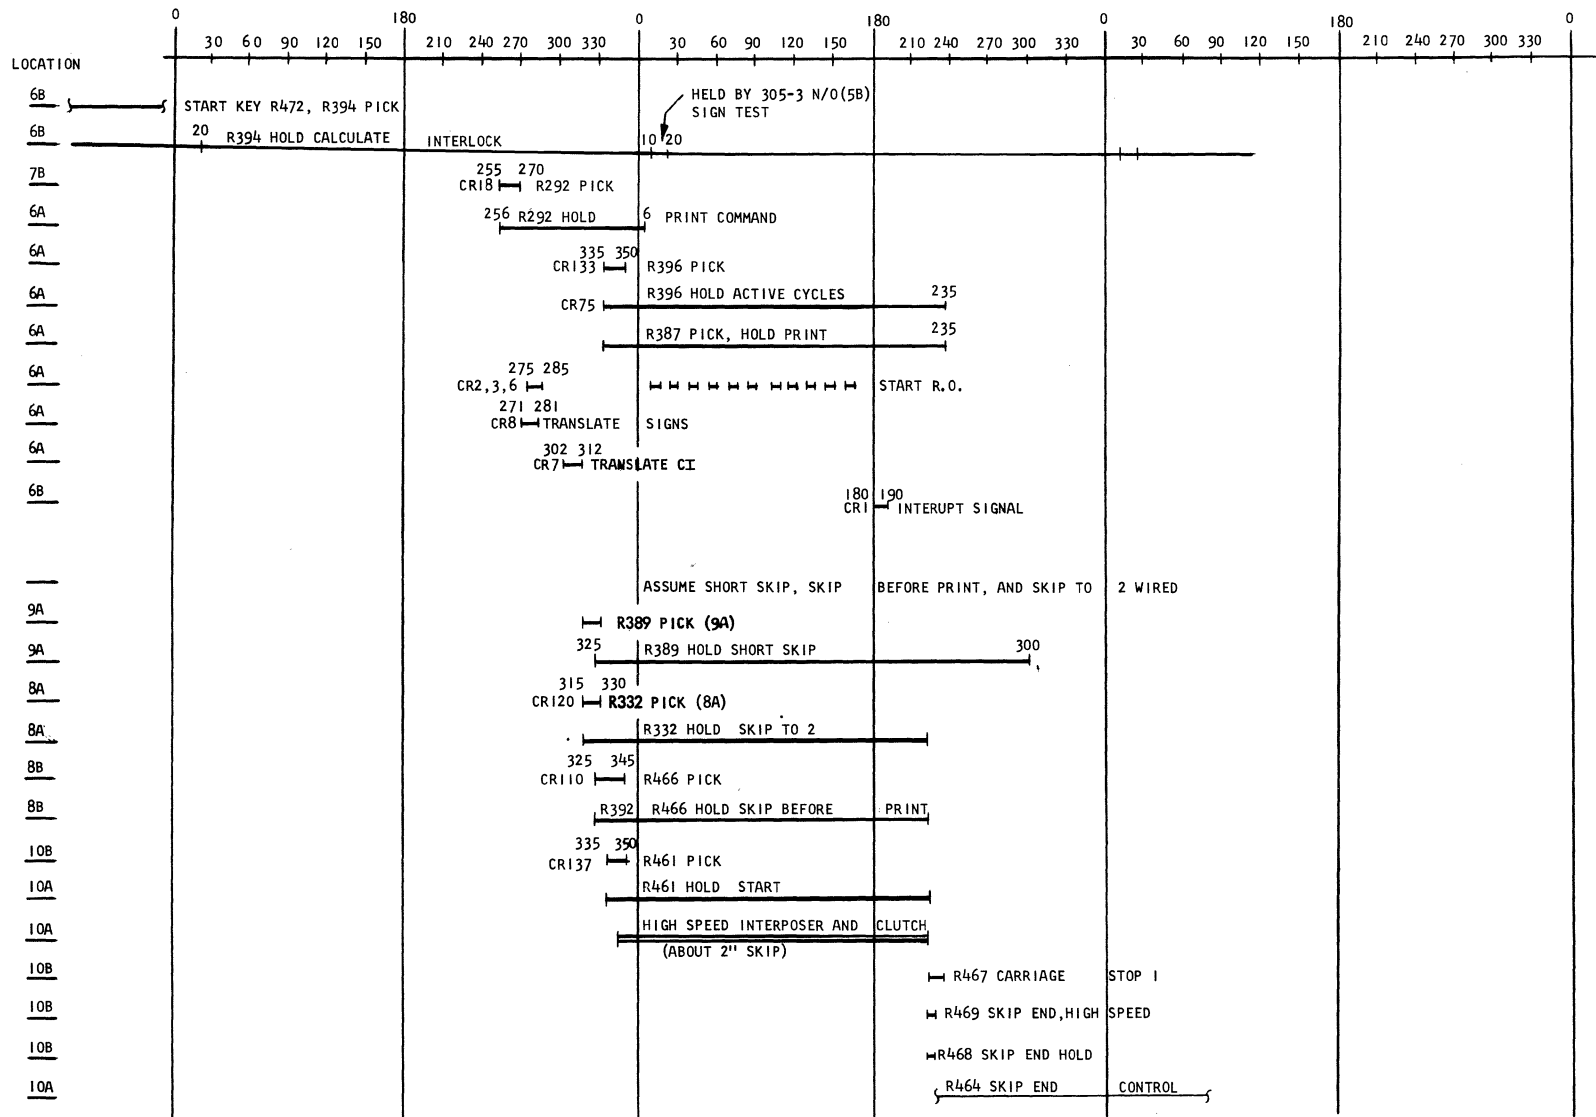 0 180 0 180 0 180 0
30 60 90 120 150 210 240 270 300 330 30 60 90 120 150 210 240 270 300 330 30 60 90 120 150 210 240 270 300 330
LOCATION
6B START KEY R472, R394 PICK
HELD BY 305-3 N/O(5B)
SIGN TEST
6B 20 R394 HOLD CALCULATE INTERLOCK 10 20
7B 255 270
CR18 R292 PICK
6A 256 R292 HOLD 6 PRINT COMMAND
6A 335 350
CR133 R396 PICK
6A CR75 R396 HOLD ACTIVE CYCLES 235
6A R387 PICK, HOLD PRINT 235
6A 275 285
CR2,3,6 START R.O.
6A 271 281
CR8 TRANSLATE SIGNS
6A 302 312
CR7 TRANSLATE CI
6B 180 190
CR1 INTERUPT SIGNAL
ASSUME SHORT SKIP, SKIP BEFORE PRINT, AND SKIP TO 2 WIRED
9A R389 PICK (9A)
9A 325 R389 HOLD SHORT SKIP 300
8A 315 330
CR120 R332 PICK (8A)
8A R332 HOLD SKIP TO 2
8B 325 345
CR110 R466 PICK
8B R392 R466 HOLD SKIP BEFORE PRINT
10B 335 350
CR137 R461 PICK
10A R461 HOLD START
10A HIGH SPEED INTERPOSER AND CLUTCH
(ABOUT 2" SKIP)
10B R467 CARRIAGE STOP 1
10B R469 SKIP END, HIGH SPEED
10B R468 SKIP END HOLD
10A R464 SKIP END CONTROL